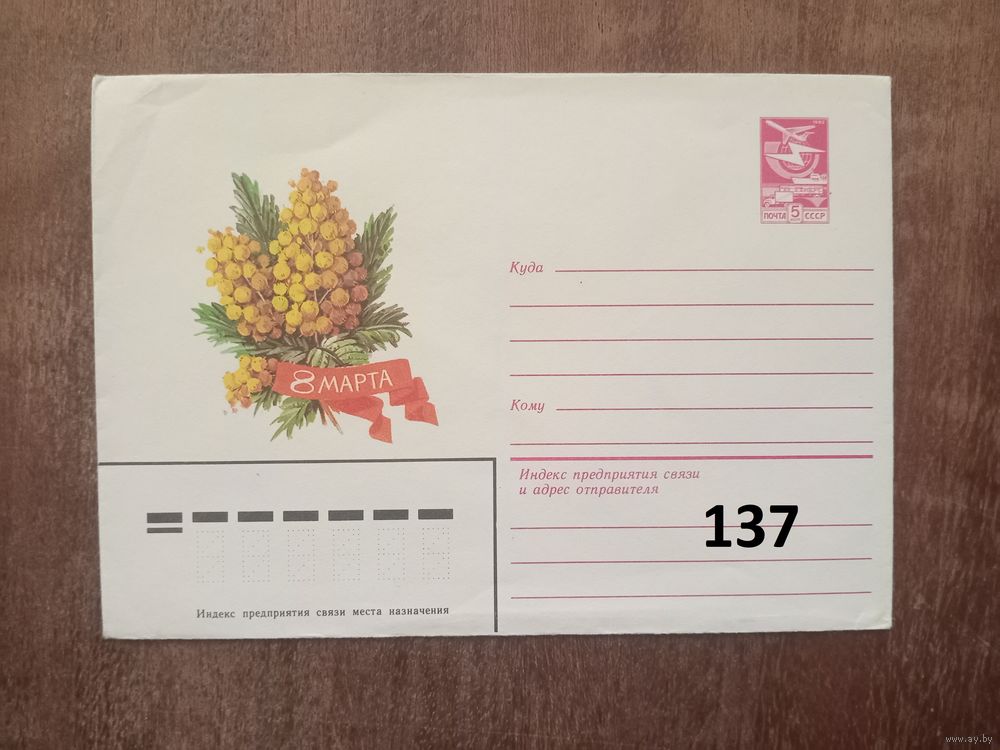 1982
ПОЧТА 5 СССР
8 МАРТА
Куда
Кому
Индекс предприятия связи
и адрес отправителя
137
Индекс предприятия связи места назначения
www.ay.by